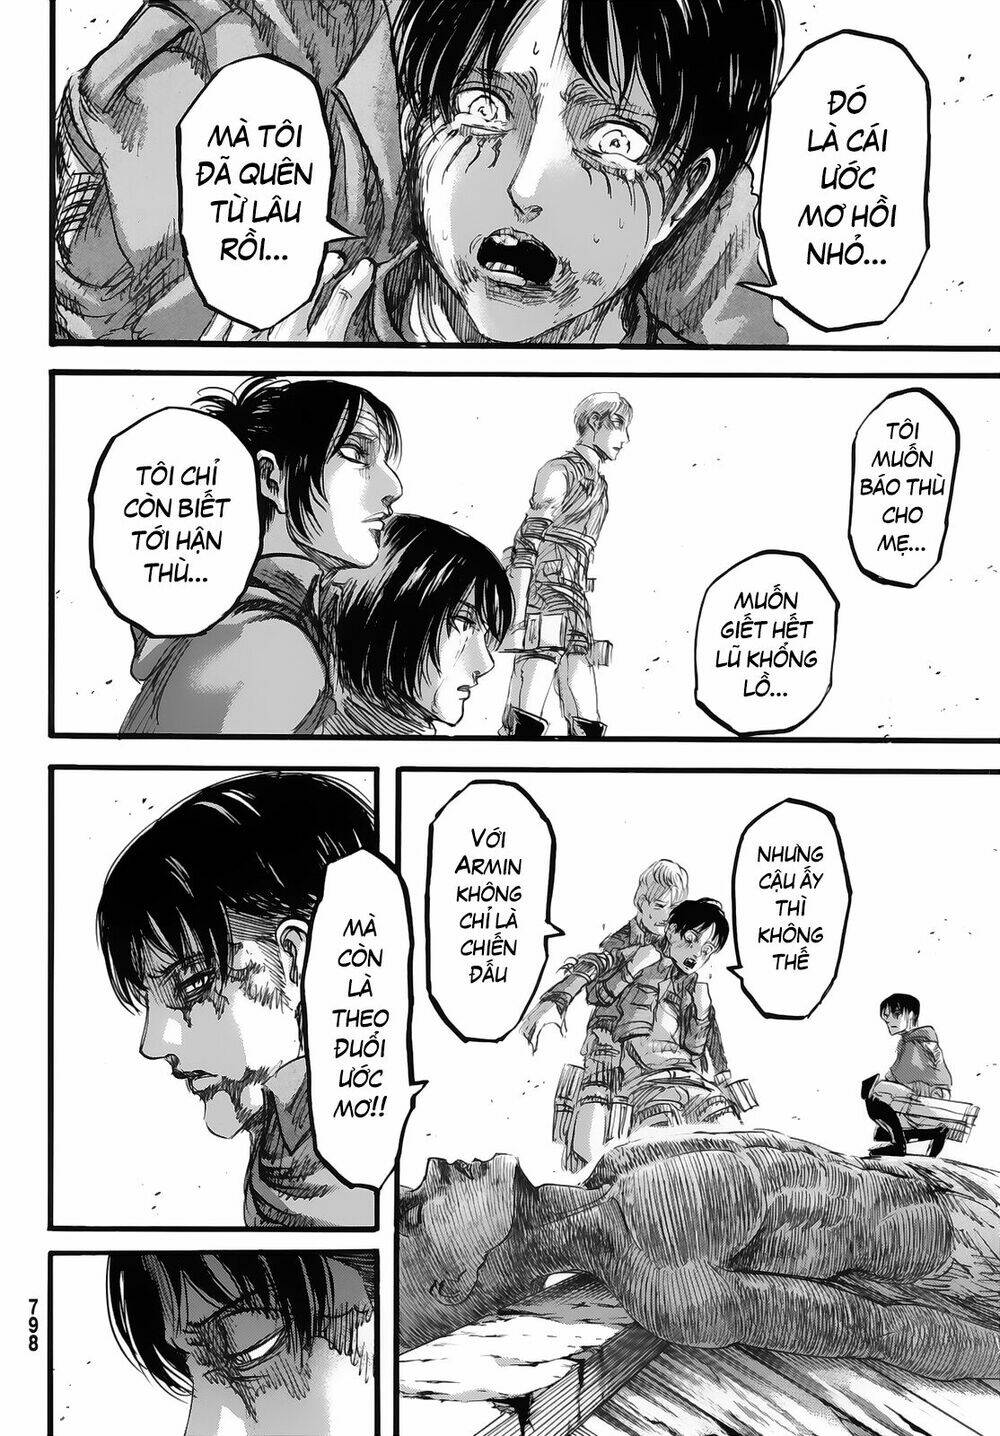 ĐÓ
LÀ CÁI
ƯỚC
MƠ HỒI
NHỎ...
MÀ TÔI
ĐÃ QUÊN
TỪ LÂU
RỒI...
TÔI
MUỐN
BÁO THÙ
CHO
MẸ...
MUỐN
GIẾT HẾT
LŨ KHỔNG
LỒ...
TÔI CHỈ
CÒN BIẾT
TỚI HẬN
THÙ...
NHƯNG
CẬU ẤY
THÌ
KHÔNG
THẾ
VỚI
ARMIN
KHÔNG
CHỈ LÀ
CHIẾN
ĐẤU
MÀ
CÒN LÀ
THEO
ĐUỔI
ƯỚC
MƠ!!
798